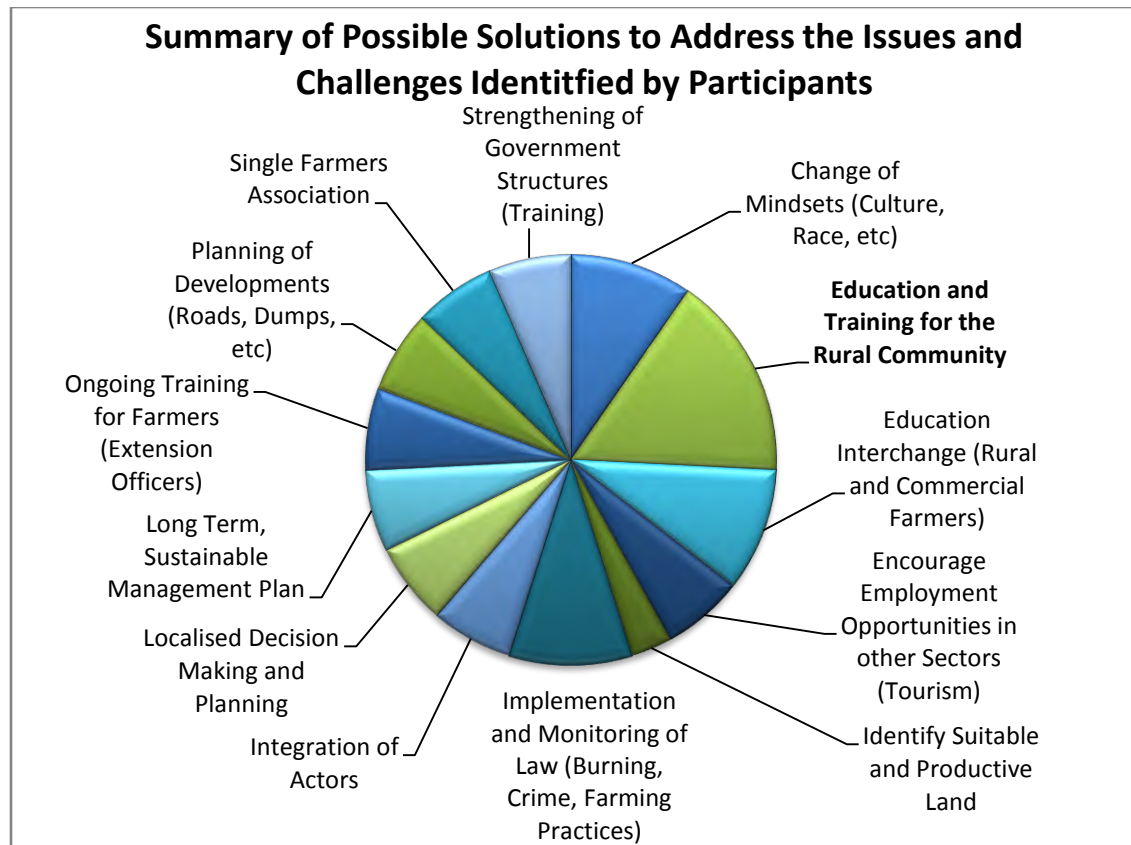 Summary of Possible Solutions to Address the Issues and
Challenges Identitfied by Participants
Strengthening of
Government
Structures
(Training)
Change of
Mindsets (Culture,
Race, etc)
Education and
Training for the
Rural Community
Education
Interchange (Rural
and Commercial
Farmers)
Encourage
Employment
Opportunities in
other Sectors
(Tourism)
Identify Suitable
and Productive
Land
Implementation
and Monitoring of
Law (Burning,
Crime, Farming
Practices)
Integration of
Actors
Localised Decision
Making and
Planning
Long Term,
Sustainable
Management Plan
Ongoing Training
for Farmers
(Extension
Officers)
Planning of
Developments
(Roads, Dumps,
etc)
Single Farmers
Association